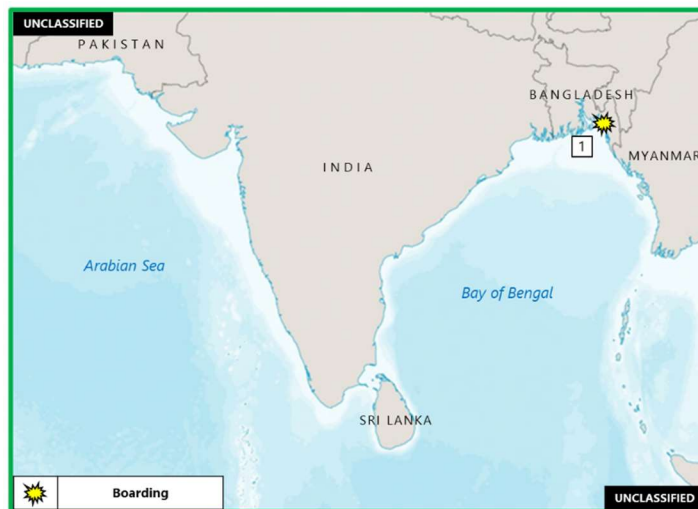 UNCLASSIFIED
PAKISTAN
BANGLADESH
1
INDIA
MYANMAR
Arabian Sea
Bay of Bengal
SRI LANKA
Boarding
UNCLASSIFIED